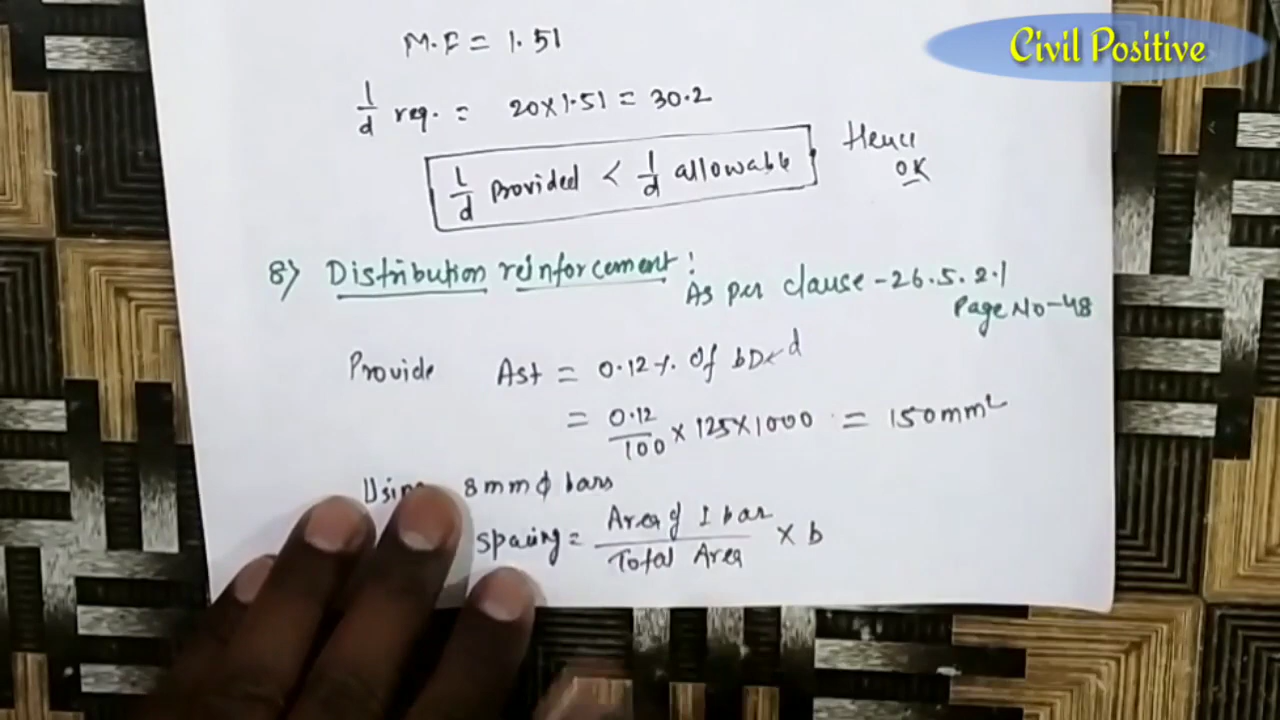 Civil Positive
M.F = 1.51
l/d req. = 20×1.51 = 30.2
l/d Provided < l/d allowable Hence OK
8) Distribution reinforcement:
As per clause -26.5.2.1
Page No-48
Provide Ast = 0.12 % Of bD
= 0.12/100 × 125×1000 = 150mm²
Using 8mm ϕ bars
spacing = Area of 1 bar / Total Area × b